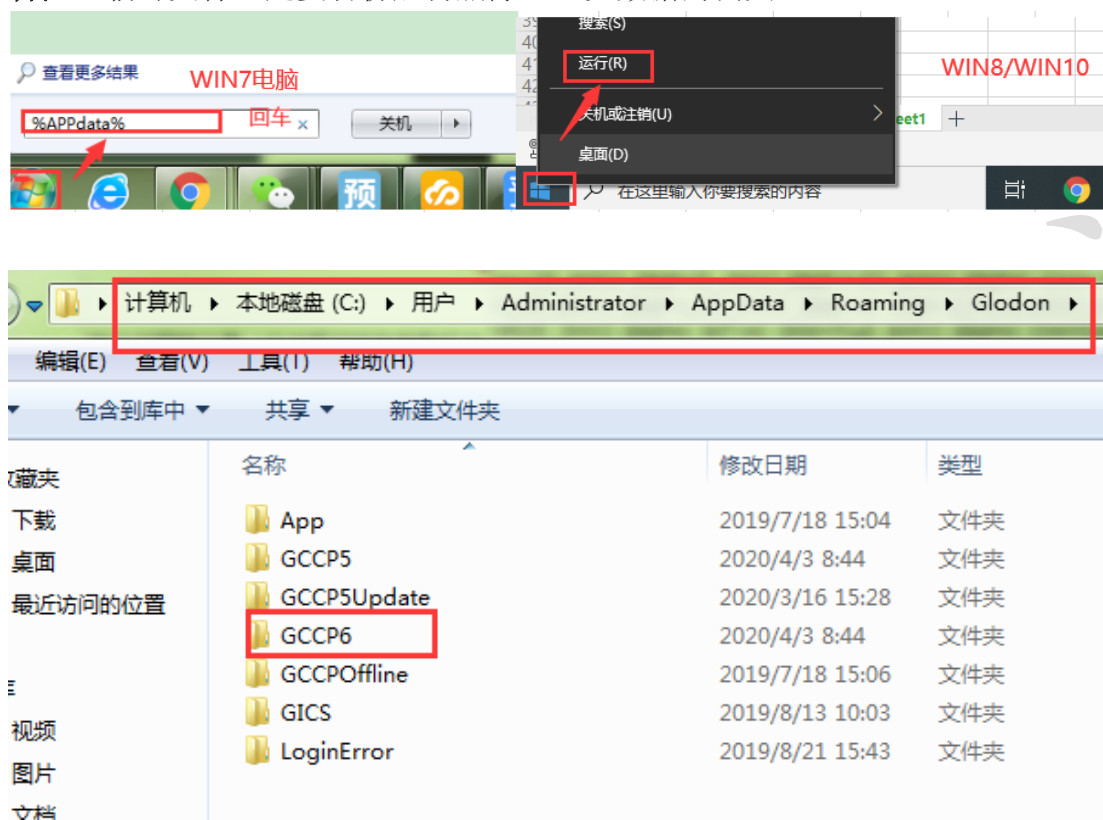 搜索(S)
查看更多结果
WIN7电脑
运行(R)
WIN8/WIN10
%APPdata%
回车 ×
关机
关机或注销(U)
eet1
桌面(D)
预
在这里输入你要搜索的内容
计算机 本地磁盘 (C:) 用户 Administrator AppData Roaming Glodon
编辑(E) 查看(V) 工具(T) 帮助(H)
包含到库中 共享 新建文件夹
名称 修改日期 类型
收藏夹
下载
App 2019/7/18 15:04 文件夹
桌面
GCCP5 2020/4/3 8:44 文件夹
最近访问的位置
GCCP5Update 2020/3/16 15:28 文件夹
GCCP6 2020/4/3 8:44 文件夹
GCCPOffline 2019/7/18 15:06 文件夹
GICS 2019/8/13 10:03 文件夹
视频
LoginError 2019/8/21 15:43 文件夹
图片
文档